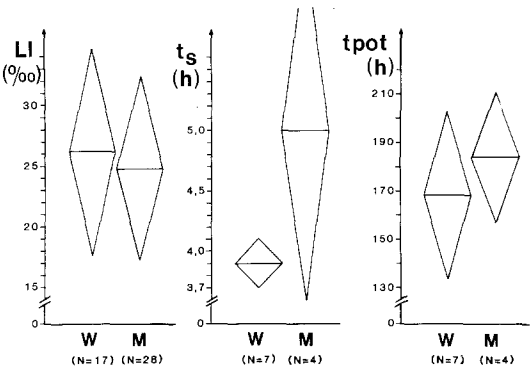 LI
(‰)
30
25
20
15
0
W M
(N=17) (N=28)
ts
(h)
5,0
4,5
4,0
3,7
0
W M
(N=7) (N=4)
tpot
(h)
210
190
170
150
130
0
W M
(N=7) (N=4)